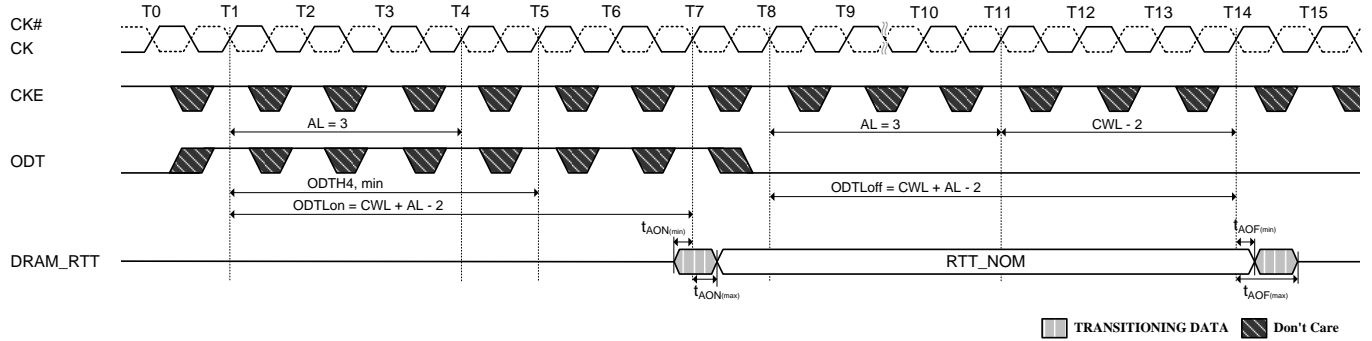 T0 T1 T2 T3 T4 T5 T6 T7 T8 T9 T10 T11 T12 T13 T14 T15
CK#
CK
CKE
AL = 3 AL = 3 CWL - 2
ODT
ODTH4, min ODTLoff = CWL + AL - 2
ODTLon = CWL + AL - 2
tAON(min) tAOF(min)
DRAM_RTT RTT_NOM
tAON(max) tAOF(max)
TRANSITIONING DATA Don't Care